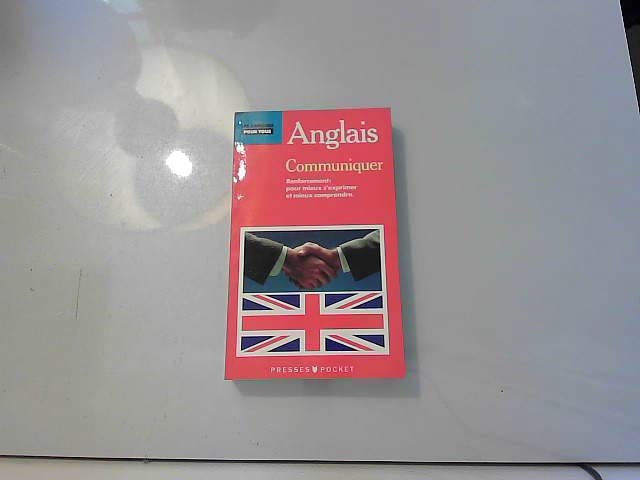 POUR TOUS
Anglais
Communiquer
Renforcement:
pour mieux s'exprimer
et mieux comprendre.
PRESSES POCKET